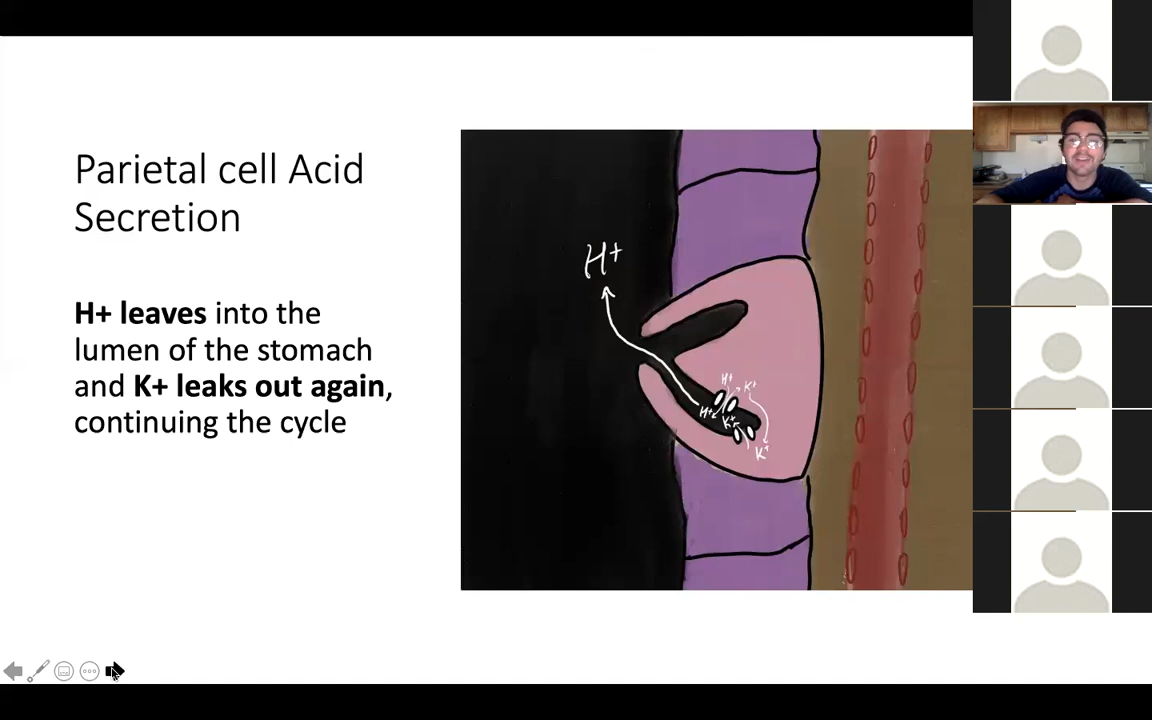 Parietal cell Acid
Secretion
H+ leaves into the
lumen of the stomach
and K+ leaks out again,
continuing the cycle
H+
H+
K+
H+
K+
K+